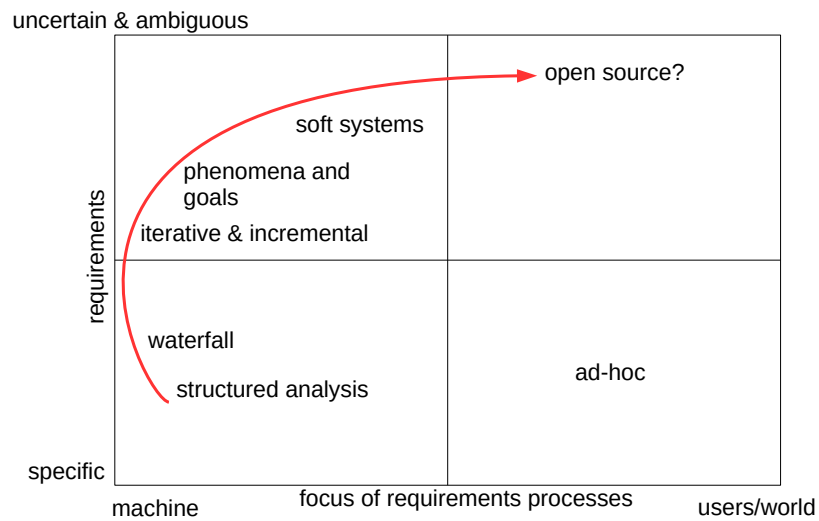 uncertain & ambiguous
open source?
soft systems
phenomena and
goals
iterative & incremental
requirements
waterfall
ad-hoc
structured analysis
specific
machine
focus of requirements processes
users/world